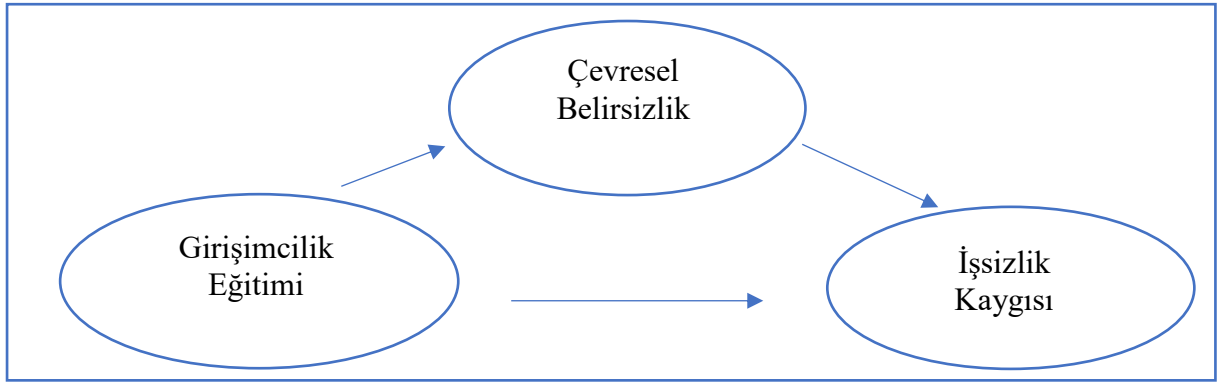 Çevresel
Belirsizlik
Girişimcilik
Eğitimi
İşsizlik
Kaygısı